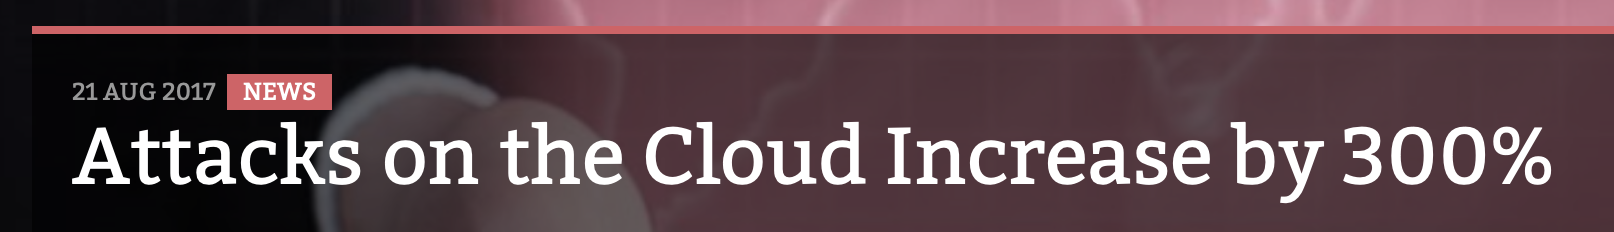 21 AUG 2017 NEWS
Attacks on the Cloud Increase by 300%